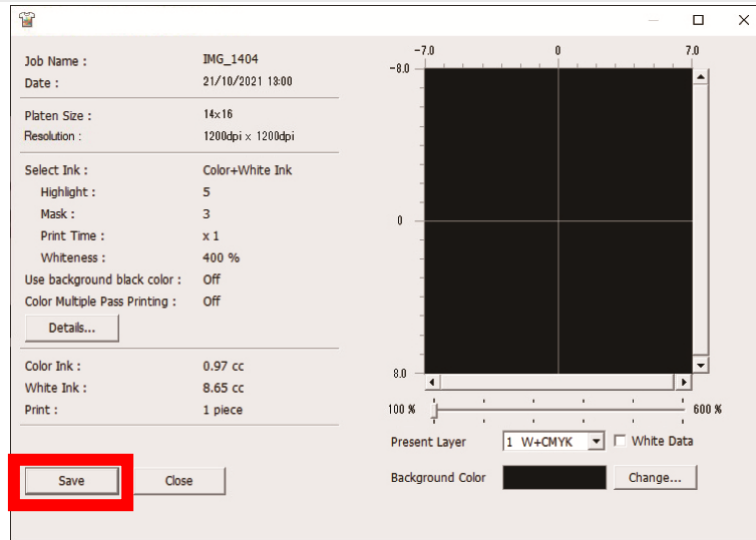 Job Name : IMG_1404
Date : 21/10/2021 13:00
Platen Size : 14x16
Resolution : 1200dpi x 1200dpi
Select Ink : Color+White Ink
Highlight : 5
Mask : 3
Print Time : x 1
Whiteness : 400 %
Use background black color : Off
Color Multiple Pass Printing : Off
Details...
Color Ink : 0.97 cc
White Ink : 8.65 cc
Print : 1 piece
Save Close
-7.0 0 7.0
-8.0
0
8.0
100 % 600 %
Present Layer 1 W+CMYK White Data
Background Color Change...